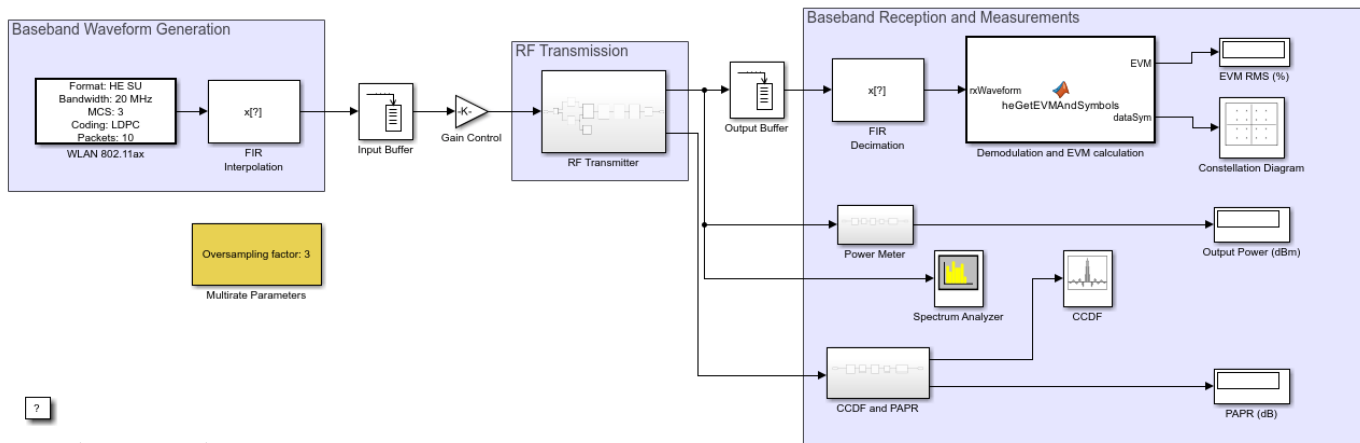 Baseband Waveform Generation
Format: HE SU
Bandwidth: 20 MHz
MCS: 3
Coding: LDPC
Packets: 10
WLAN 802.11ax
x[?]
FIR
Interpolation
Input Buffer
-K-
Gain Control
RF Transmission
RF Transmitter
Output Buffer
Baseband Reception and Measurements
x[?]
FIR
Decimation
rxWaveform
heGetEVMAndSymbols
EVM
dataSym
Demodulation and EVM calculation
EVM RMS (%)
Constellation Diagram
Power Meter
Output Power (dBm)
Spectrum Analyzer
CCDF
CCDF and PAPR
PAPR (dB)
Oversampling factor: 3
Multirate Parameters
?